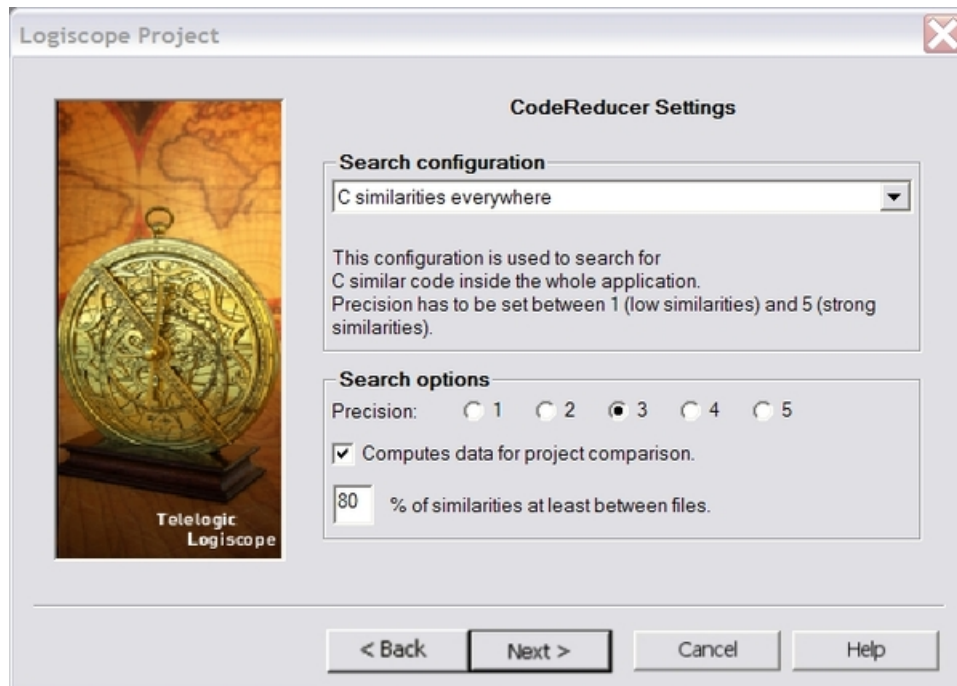 Logiscope Project
CodeReducer Settings
Search configuration
C similarities everywhere
This configuration is used to search for
C similar code inside the whole application.
Precision has to be set between 1 (low similarities) and 5 (strong
similarities).
Search options
Precision: 1 2 3 4 5
Computes data for project comparison.
80 % of similarities at least between files.
Telelogic
Logiscope
< Back Next > Cancel Help